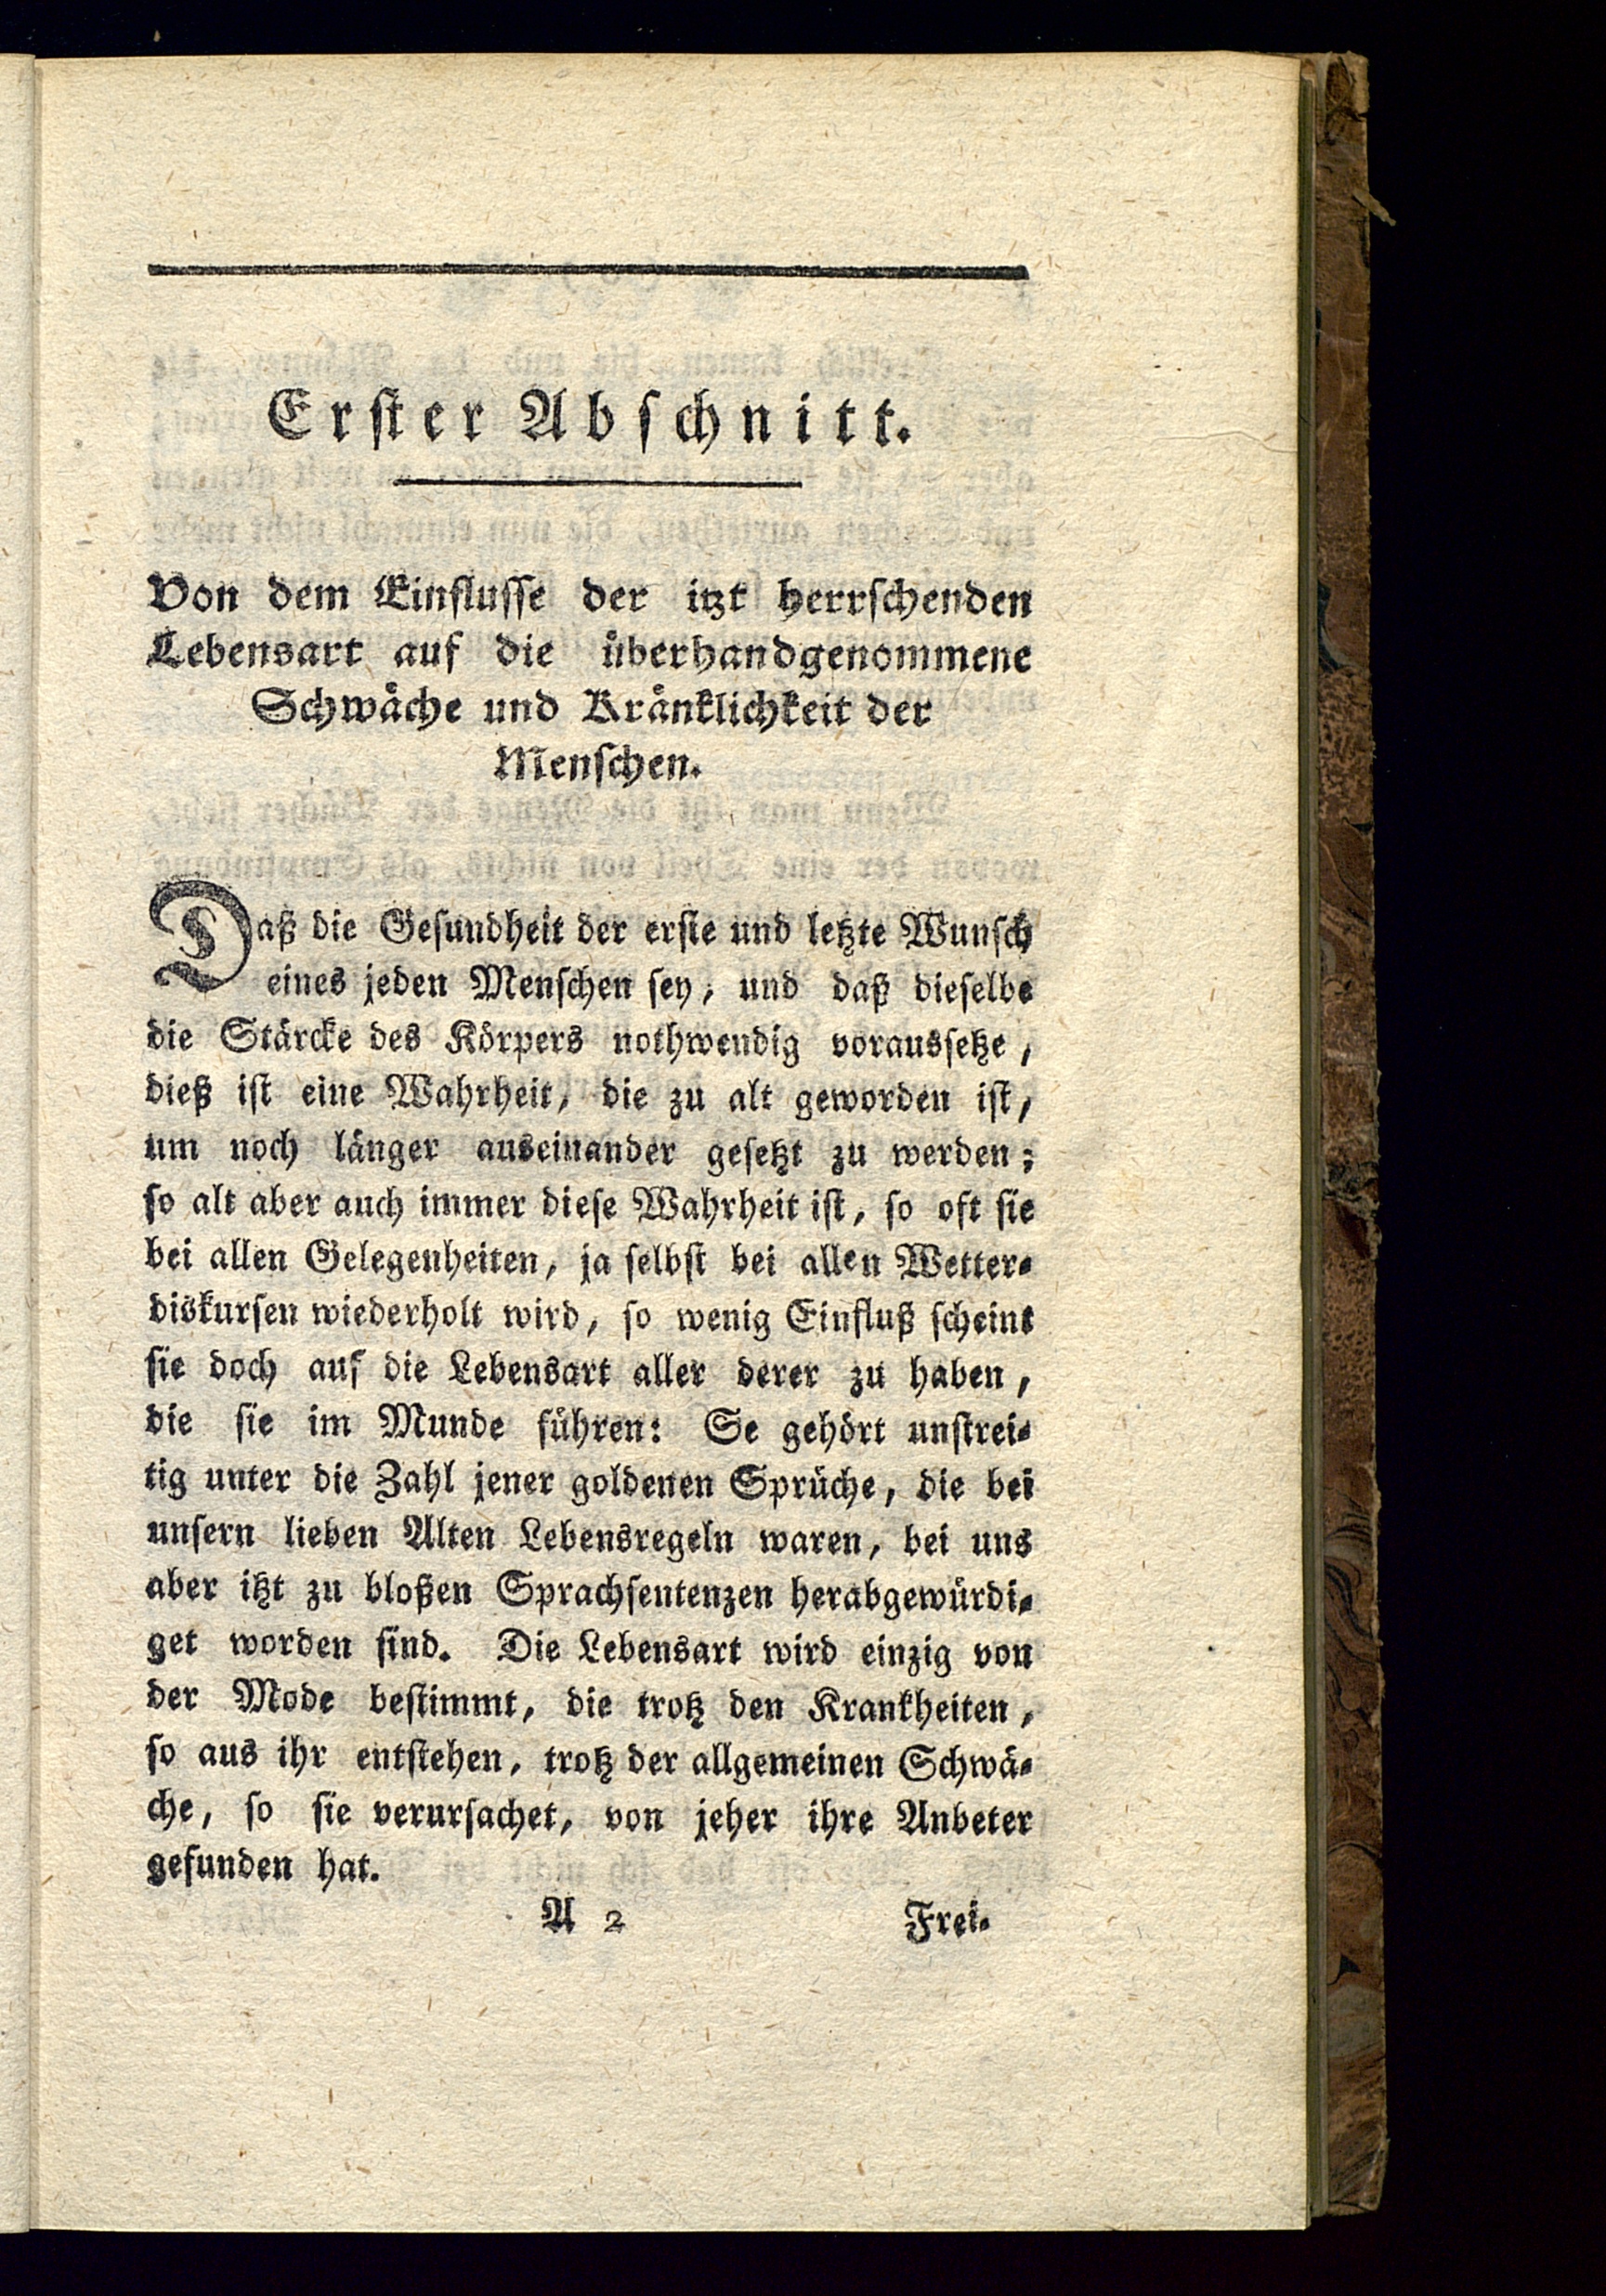 Erster Abschnitt.
Von dem Einflusse der itzt herrschenden
Lebensart auf die überhandgenommene
Schwäche und Kränklichkeit der
Menschen.
Daß die Gesundheit der erste und letzte Wunsch
eines jeden Menschen sey, und daß dieselbe
die Stärcke des Körpers nothwendig voraussetze,
dieß ist eine Wahrheit, die zu alt geworden ist,
um noch länger auseinander gesetzt zu werden;
so alt aber auch immer diese Wahrheit ist, so oft sie
bei allen Gelegenheiten, ja selbst bei allen Wetter-
diskursen wiederholt wird, so wenig Einfluß scheint
sie doch auf die Lebensart aller derer zu haben,
die sie im Munde führen: Se gehört unstrei-
tig unter die Zahl jener goldenen Sprüche, die bei
unsern lieben Alten Lebensregeln waren, bei uns
aber itzt zu bloßen Sprachsentenzen herabgewürdi-
get worden sind. Die Lebensart wird einzig von
der Mode bestimmt, die trotz den Krankheiten,
so aus ihr entstehen, trotz der allgemeinen Schwä-
che, so sie verursachet, von jeher ihre Anbeter
gefunden hat.
A 2 Frei-